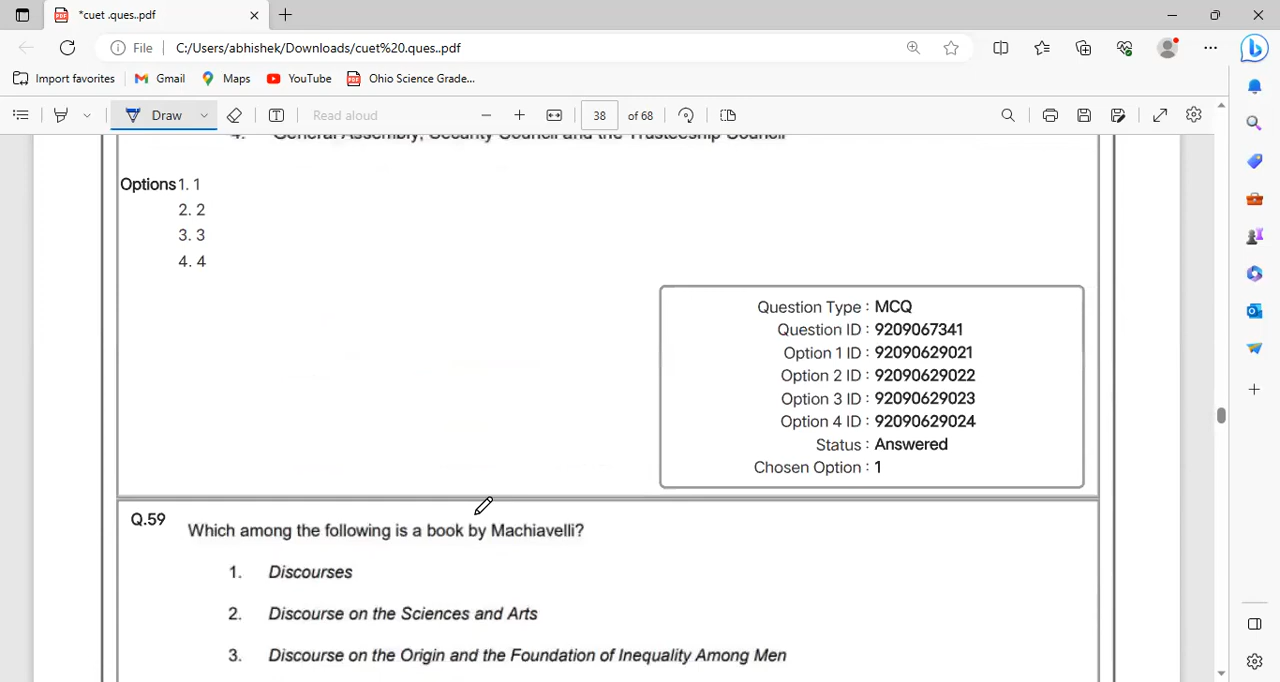 *cuet .ques..pdf
File
C:/Users/abhishek/Downloads/cuet%20.ques..pdf
Import favorites
Gmail
Maps
YouTube
Ohio Science Grade...
Draw
Read aloud
38
of 68
4. General Assembly, Security Council and the Trusteeship Council
Options 1. 1
2. 2
3. 3
4. 4
Question Type : MCQ
Question ID : 9209067341
Option 1 ID : 92090629021
Option 2 ID : 92090629022
Option 3 ID : 92090629023
Option 4 ID : 92090629024
Status : Answered
Chosen Option : 1
Q.59 Which among the following is a book by Machiavelli?
1. Discourses
2. Discourse on the Sciences and Arts
3. Discourse on the Origin and the Foundation of Inequality Among Men